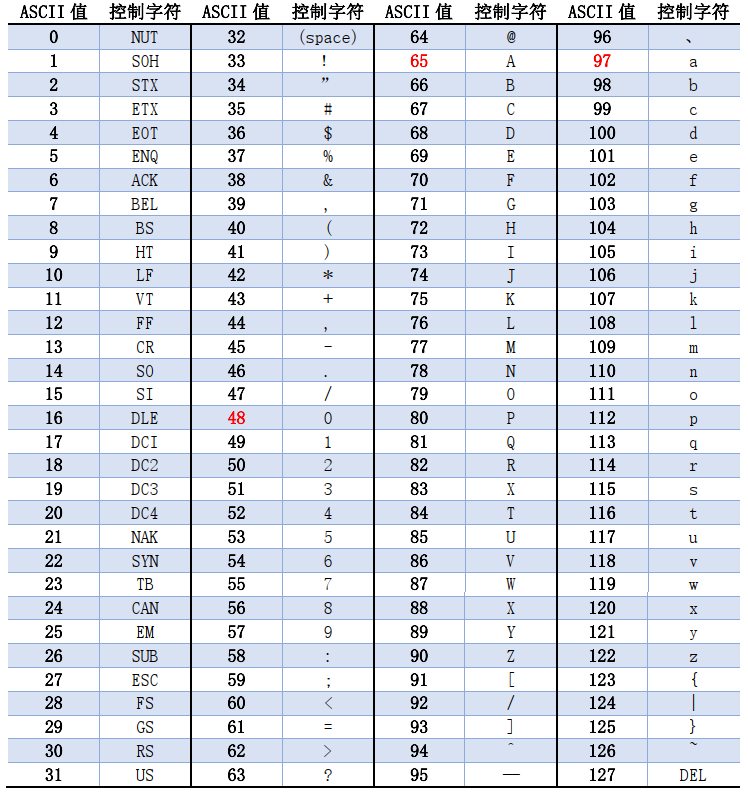 ASCII 值 控制字符 ASCII 值 控制字符 ASCII 值 控制字符 ASCII 值 控制字符
0 NUT 32 (space) 64 @ 96 、
1 SOH 33 ! 65 A 97 a
2 STX 34 ” 66 B 98 b
3 ETX 35 # 67 C 99 c
4 EOT 36 $ 68 D 100 d
5 ENQ 37 % 69 E 101 e
6 ACK 38 & 70 F 102 f
7 BEL 39 , 71 G 103 g
8 BS 40 ( 72 H 104 h
9 HT 41 ) 73 I 105 i
10 LF 42 * 74 J 106 j
11 VT 43 + 75 K 107 k
12 FF 44 , 76 L 108 l
13 CR 45 - 77 M 109 m
14 SO 46 . 78 N 110 n
15 SI 47 / 79 O 111 o
16 DLE 48 0 80 P 112 p
17 DCI 49 1 81 Q 113 q
18 DC2 50 2 82 R 114 r
19 DC3 51 3 83 X 115 s
20 DC4 52 4 84 T 116 t
21 NAK 53 5 85 U 117 u
22 SYN 54 6 86 V 118 v
23 TB 55 7 87 W 119 w
24 CAN 56 8 88 X 120 x
25 EM 57 9 89 Y 121 y
26 SUB 58 : 90 Z 122 z
27 ESC 59 ; 91 [ 123 {
28 FS 60 < 92 / 124 |
29 GS 61 = 93 ] 125 }
30 RS 62 > 94 ^ 126 ~
31 US 63 ? 95 — 127 DEL